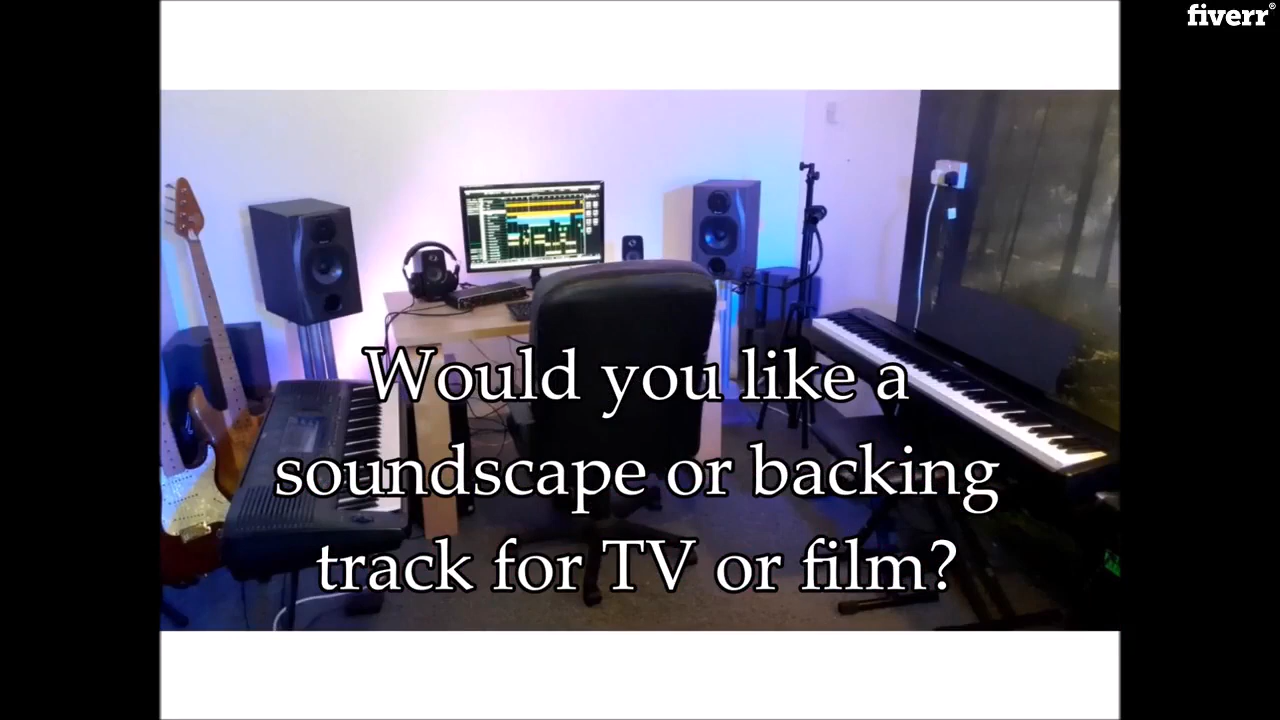 fiverr®
Would you like a
soundscape or backing
track for TV or film?